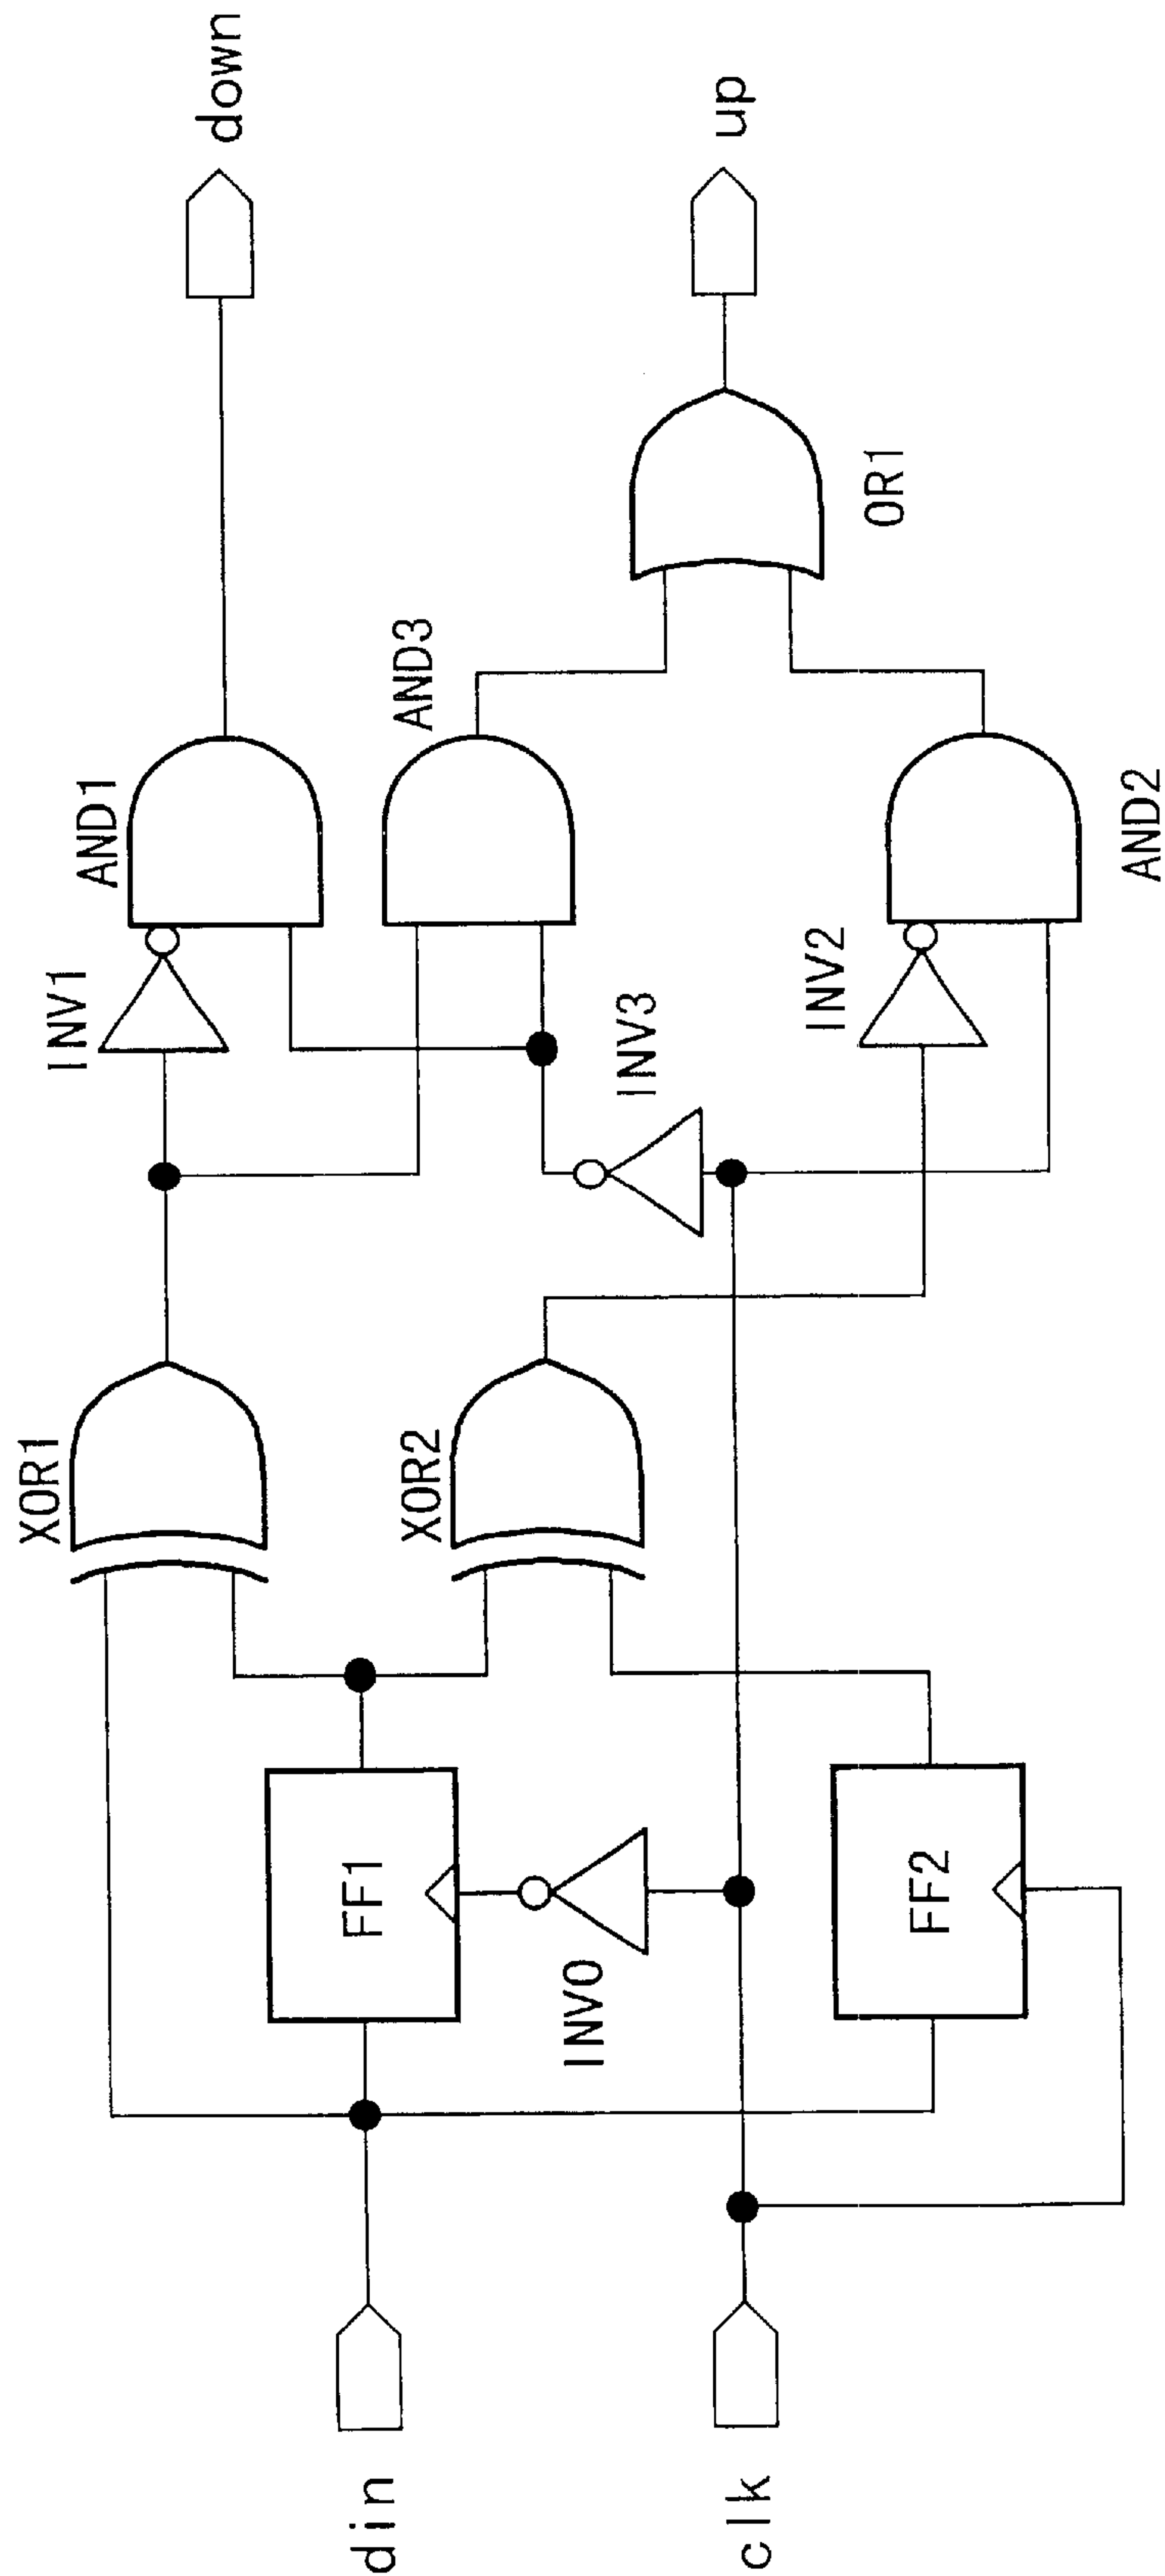 down
up
AND1
AND3
OR1
INV1
INV3
INV2
AND2
XOR1
XOR2
FF1
INV0
FF2
din
clk